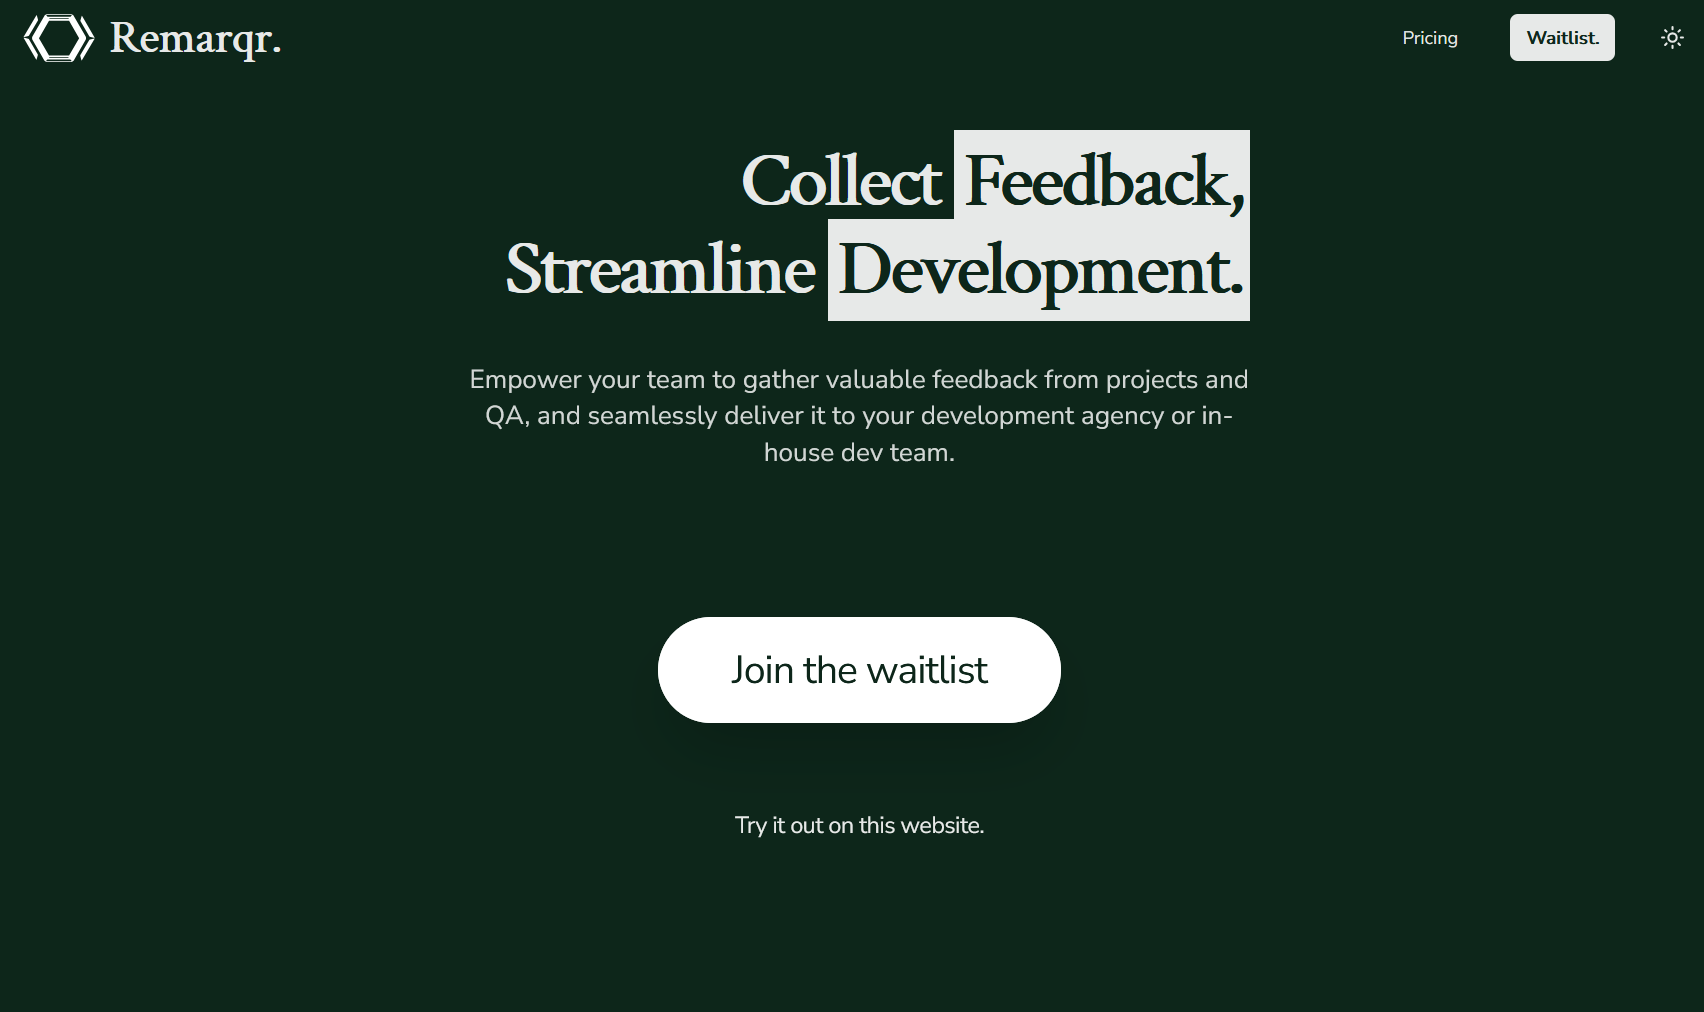 Remarqr.
Pricing
Waitlist.
Collect Feedback,
Streamline Development.
Empower your team to gather valuable feedback from projects and
QA, and seamlessly deliver it to your development agency or in-
house dev team.
Join the waitlist
Try it out on this website.